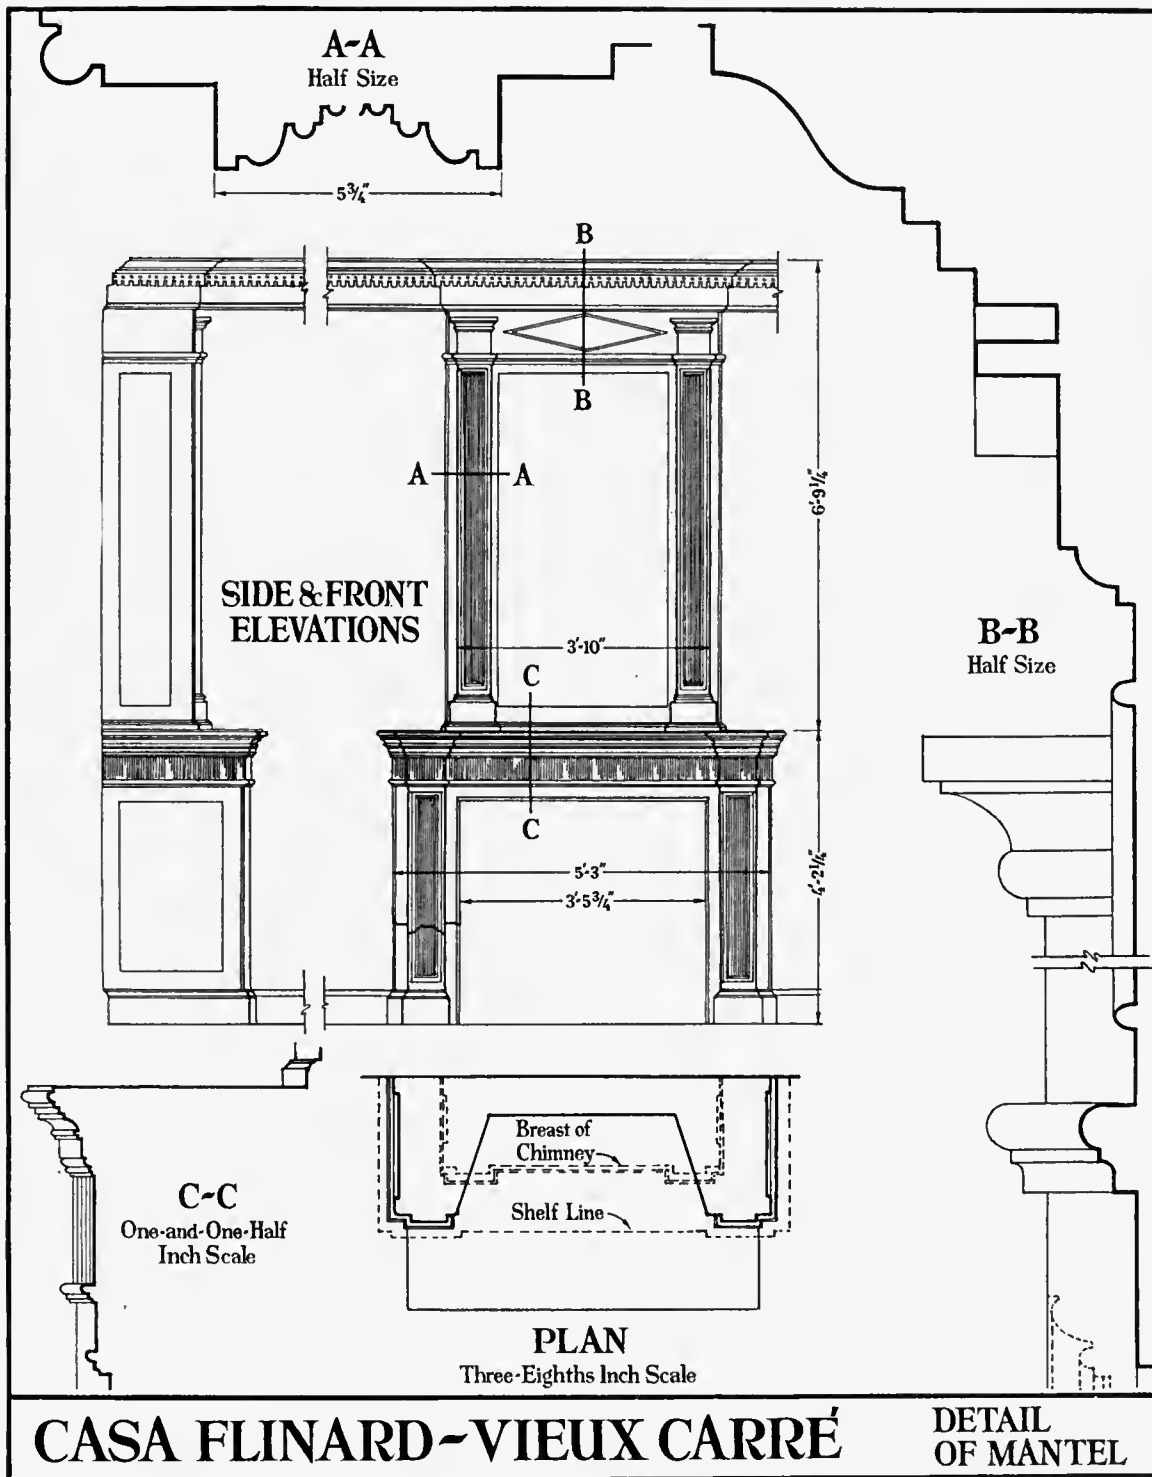 A~A
Half Size
5¾"
B
B
A
A
6'-9¼"
SIDE & FRONT
ELEVATIONS
3'-10"
B~B
Half Size
C
C
5'-3"
3'-5¾"
4'-2¼"
Breast of
Chimney
Shelf Line
C~C
One-and-One-Half
Inch Scale
PLAN
Three-Eighths Inch Scale
CASA FLINARD~VIEUX CARRÉ
DETAIL
OF MANTEL